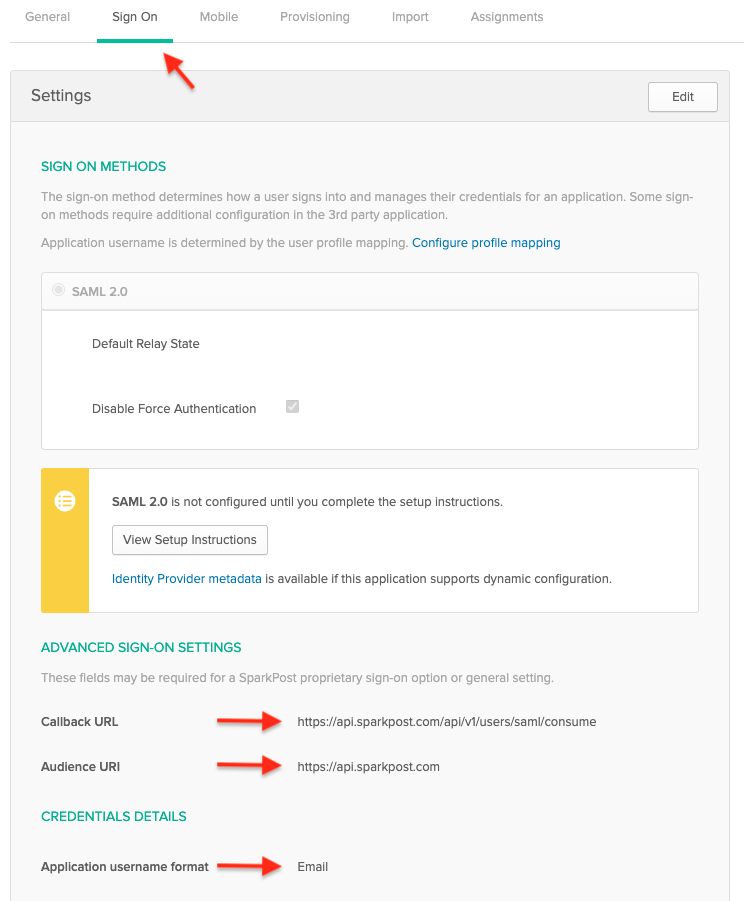 General Sign On Mobile Provisioning Import Assignments
Settings
Edit
SIGN ON METHODS
The sign-on method determines how a user signs into and manages their credentials for an application. Some sign-
on methods require additional configuration in the 3rd party application.
Application username is determined by the user profile mapping. Configure profile mapping
SAML 2.0
Default Relay State
Disable Force Authentication
SAML 2.0 is not configured until you complete the setup instructions.
View Setup Instructions
Identity Provider metadata is available if this application supports dynamic configuration.
ADVANCED SIGN-ON SETTINGS
These fields may be required for a SparkPost proprietary sign-on option or general setting.
Callback URL https://api.sparkpost.com/api/v1/users/saml/consume
Audience URI https://api.sparkpost.com
CREDENTIALS DETAILS
Application username format Email